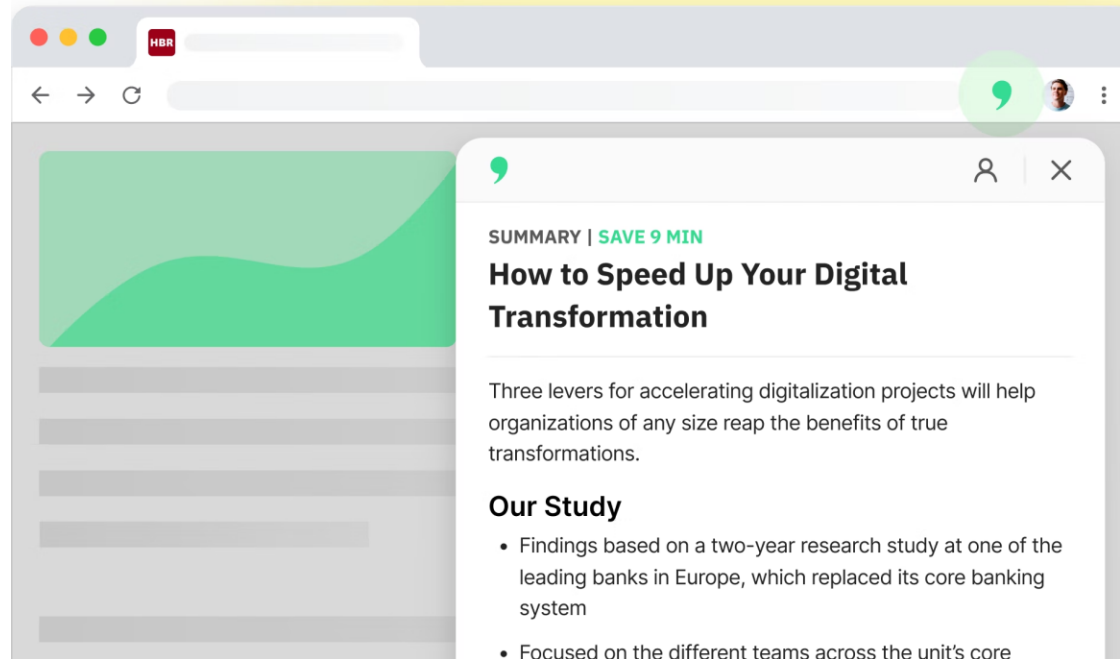 HBR
SUMMARY | SAVE 9 MIN
How to Speed Up Your Digital
Transformation
Three levers for accelerating digitalization projects will help
organizations of any size reap the benefits of true
transformations.
Our Study
• Findings based on a two-year research study at one of the
leading banks in Europe, which replaced its core banking
system
• Focused on the different teams across the unit's core